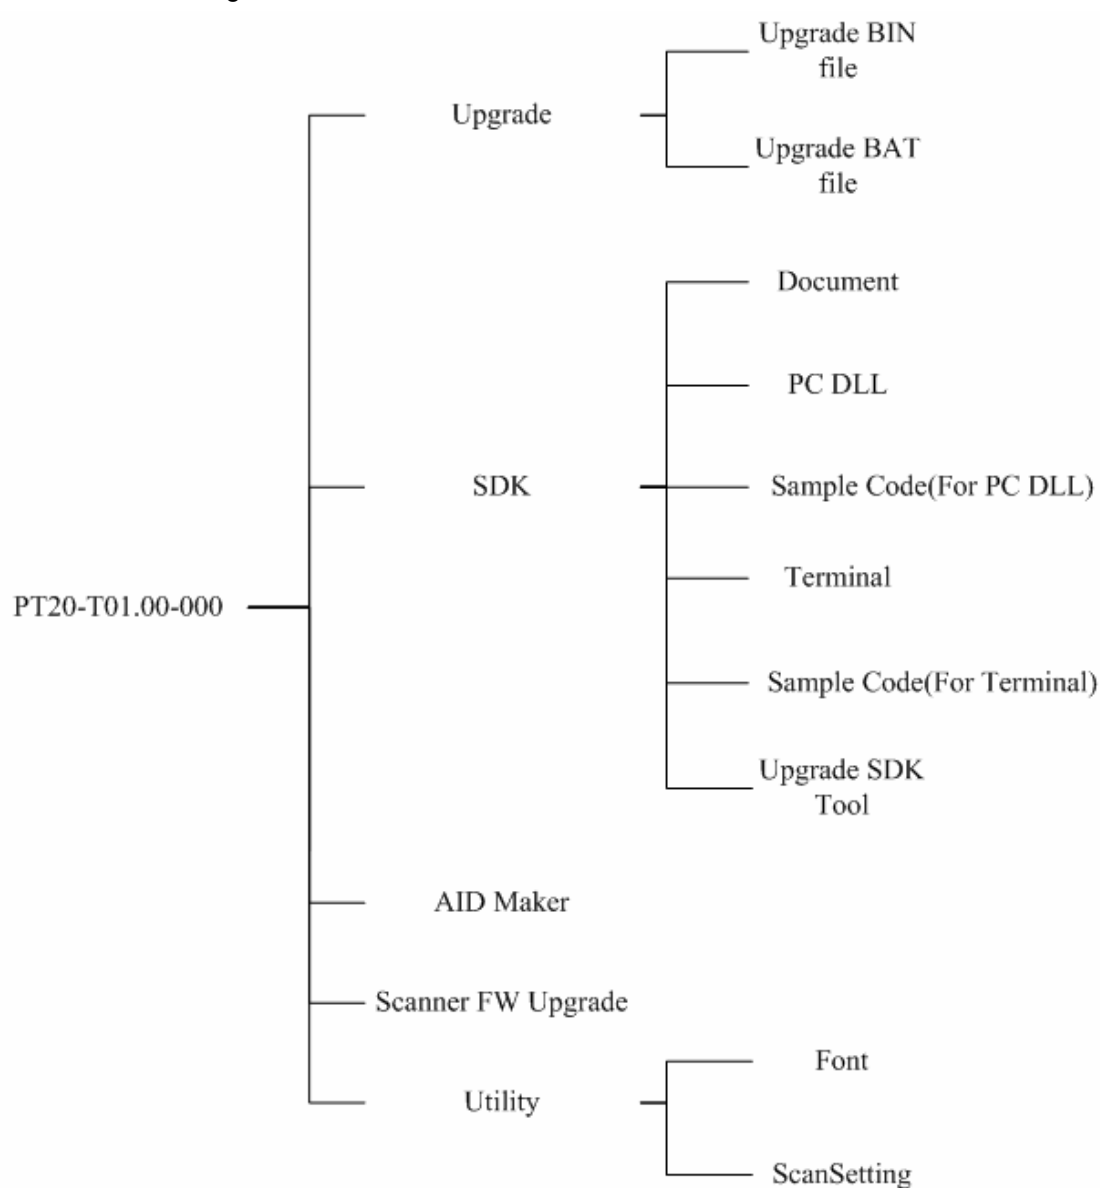 Upgrade BIN
file
Upgrade
Upgrade BAT
file
Document
PC DLL
SDK
Sample Code(For PC DLL)
Terminal
PT20-T01.00-000
Sample Code(For Terminal)
Upgrade SDK
Tool
AID Maker
Scanner FW Upgrade
Font
Utility
ScanSetting